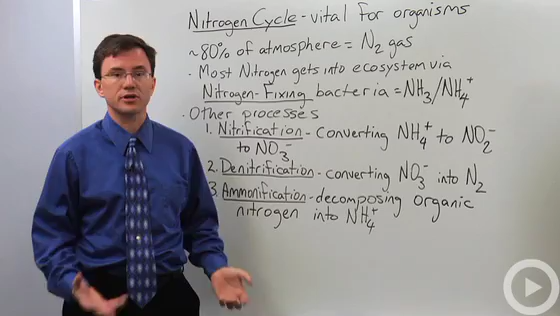 Nitrogen Cycle - vital for organisms
~80% of atmosphere = N₂ gas
· Most Nitrogen gets into ecosystem via
Nitrogen-Fixing bacteria = NH₃/NH₄⁺
· Other processes
1. Nitrification - converting NH₄⁺ to NO₂⁻
to NO₃⁻
2. Denitrification - converting NO₃⁻ into N₂
3. Ammonification - decomposing organic
nitrogen into NH₄⁺